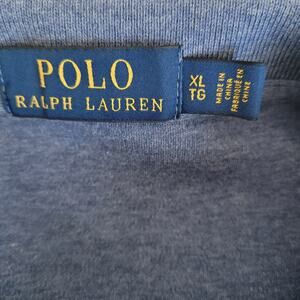 POLO
RALPH LAUREN
XL
TG
MADE IN
CHINA
FABRIQUÉ EN
CHINE